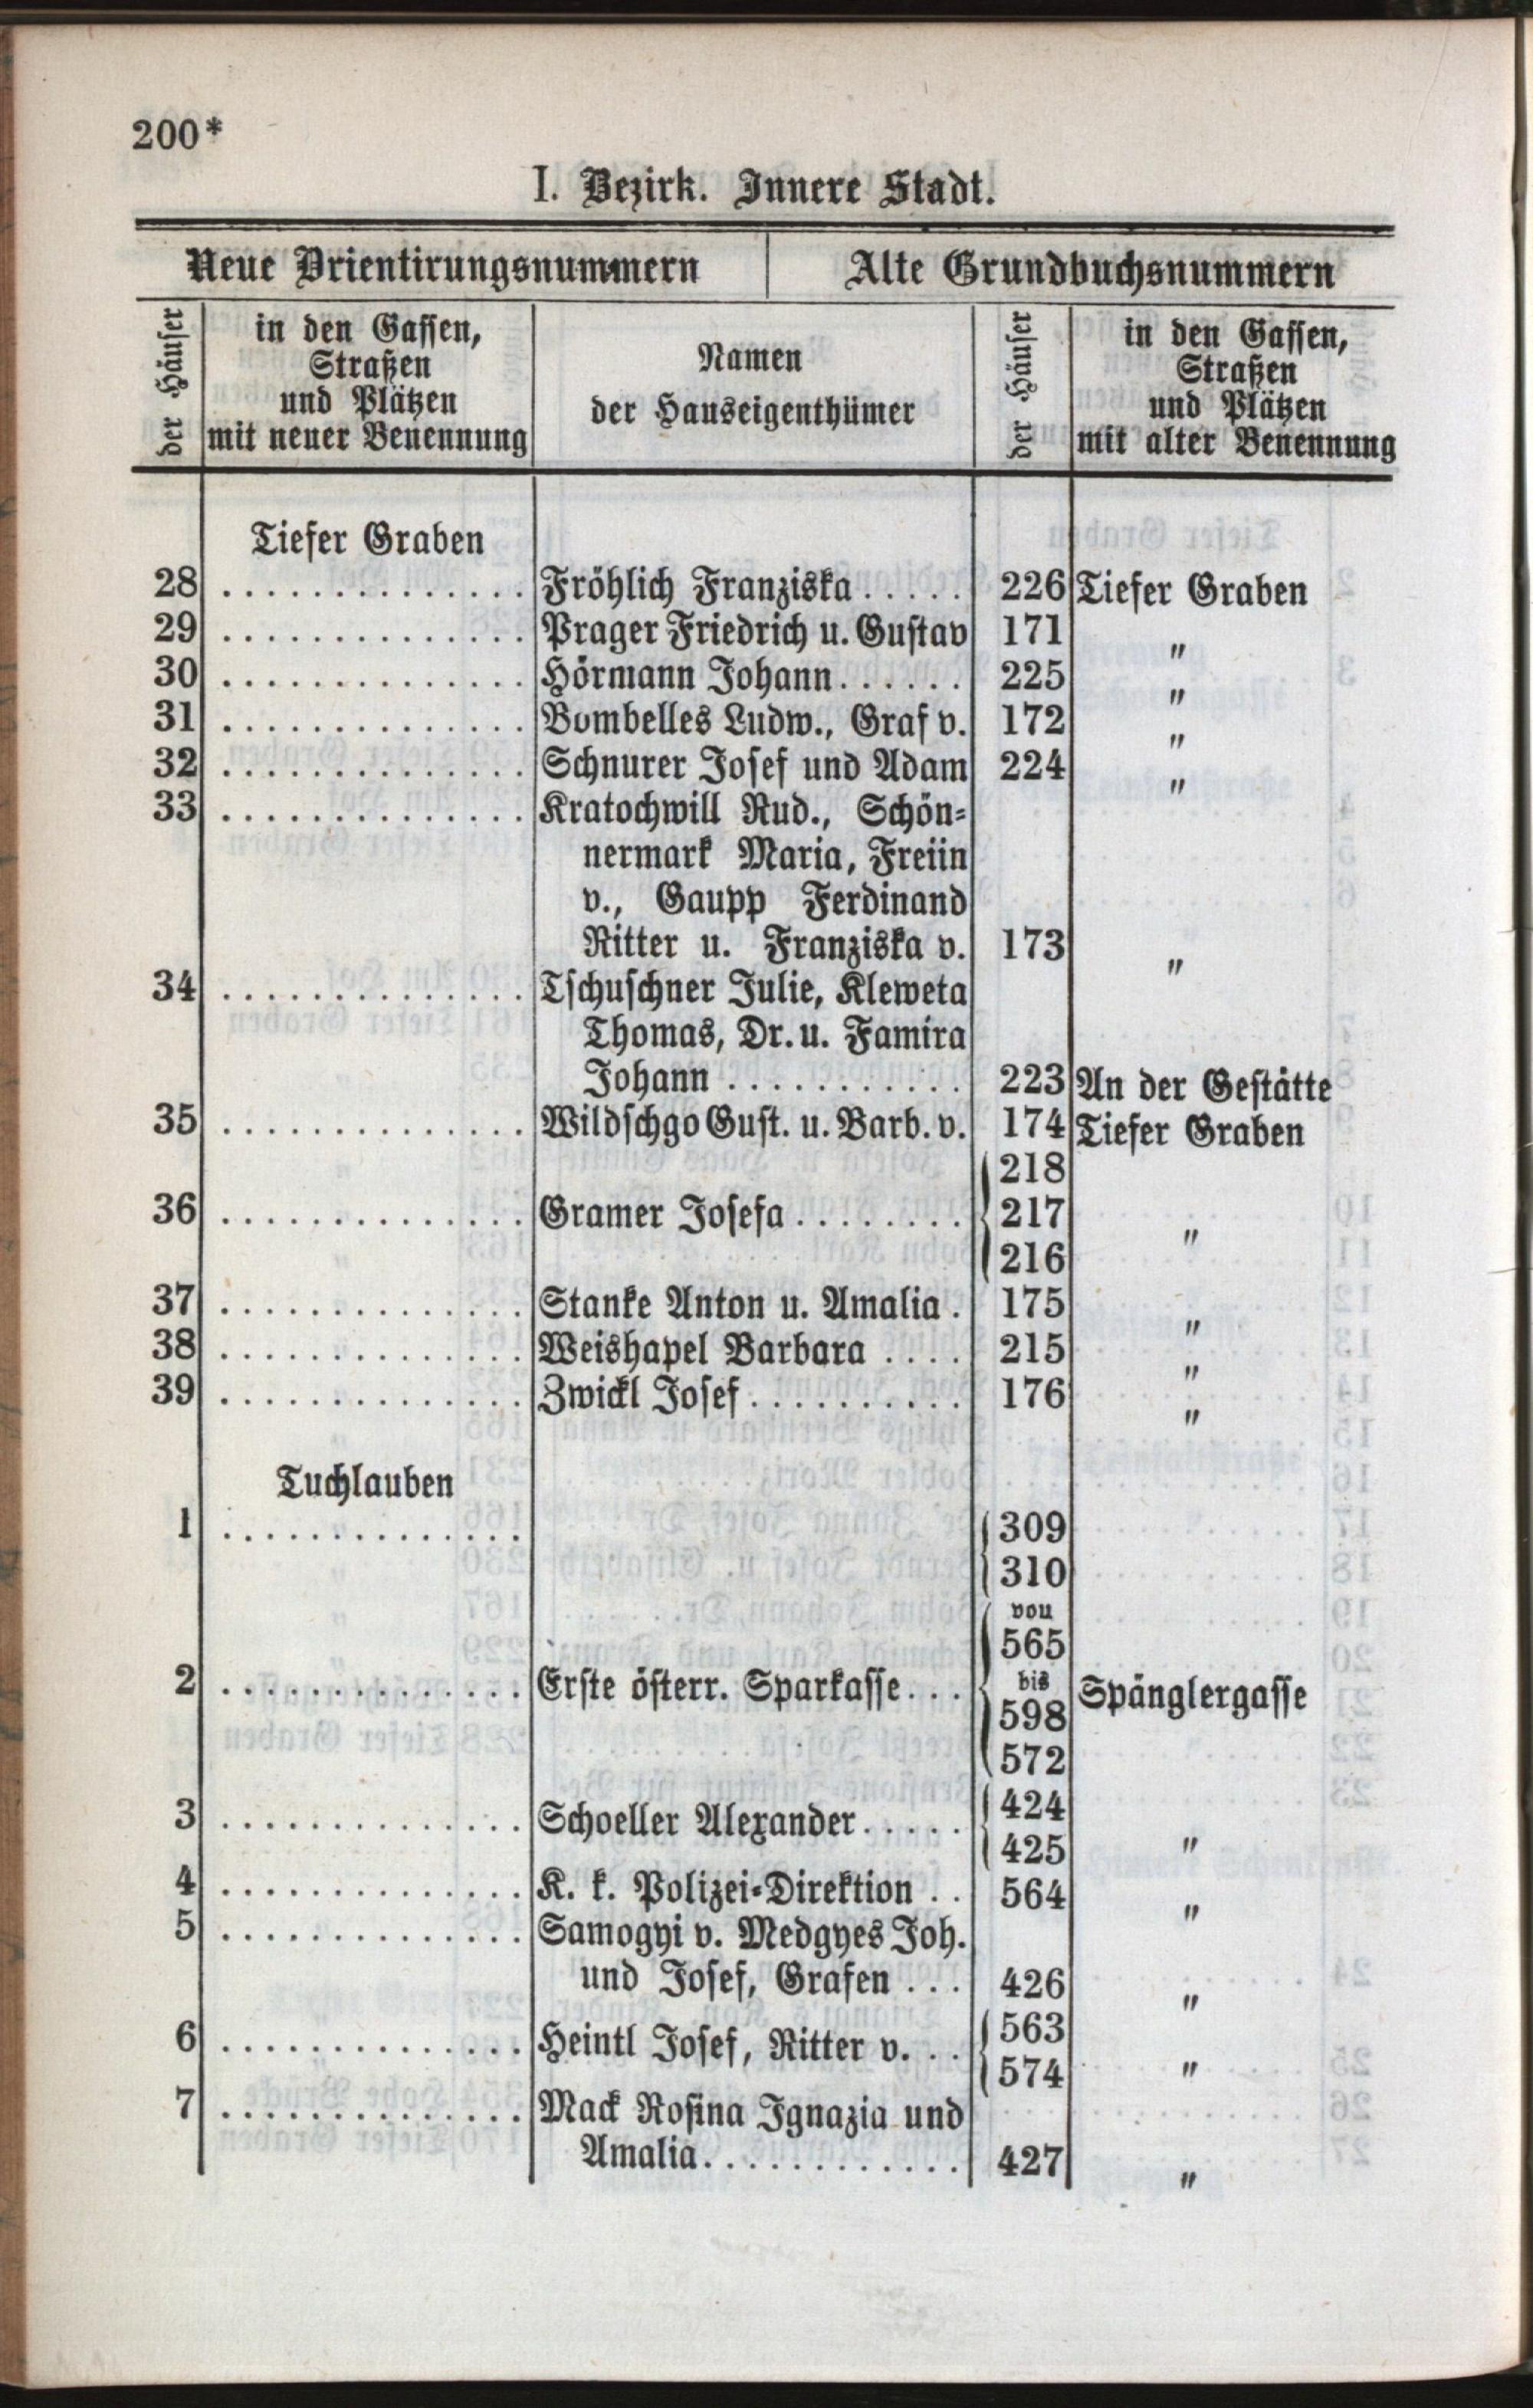 200*
I. Bezirk. Innere Stadt.
Neue Orientirungsnummern Alte Grundbuchsnummern
der Häuser
in den Gassen,
Straßen
und Plätzen
mit neuer Benennung
Namen
der Hauseigenthümer
der Häuser
in den Gassen,
Straßen
und Plätzen
mit alter Benennung
Tiefer Graben
28 .............. Fröhlich Franziska..... 226 Tiefer Graben
29 .............. Prager Friedrich u. Gustav 171 "
30 .............. Hörmann Johann...... 225 "
31 .............. Bombelles Ludw., Graf v. 172 "
32 .............. Schnurer Josef und Adam 224 "
33 .............. Kratochwill Rud., Schön-
nermark Maria, Freiin
v., Gaupp Ferdinand
Ritter u. Franziska v. 173 "
34 .............. Tschuschner Julie, Kleweta
Thomas, Dr. u. Famira
Johann ........... 223 An der Gestätte
35 .............. Wildschgo Gust. u. Barb. v. 174 Tiefer Graben
218
36 .............. Gramer Josefa ........ 217 "
216
37 .............. Stanke Anton u. Amalia . 175 "
38 .............. Weishapel Barbara .... 215 "
39 .............. Zwickl Josef.......... 176 "
Tuchlauben
1 .............. 309
310
von
565
2 .............. Erste österr. Sparkasse... bis Spänglergasse
598
572
424
3 .............. Schoeller Alexander.....
425 "
4 .............. K. k. Polizei-Direktion .. 564 "
5 .............. Samogyi v. Medgyes Joh.
und Josef, Grafen ... 426 "
563
6 .............. Heintl Josef, Ritter v. ..
574 "
7 .............. Mack Rosina Ignazia und
Amalia............ 427 "